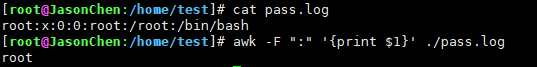 [root@JasonChen:/home/test]# cat pass.log
root:x:0:0:root:/root:/bin/bash
[root@JasonChen:/home/test]# awk -F ":" '{print $1}' ./pass.log
root